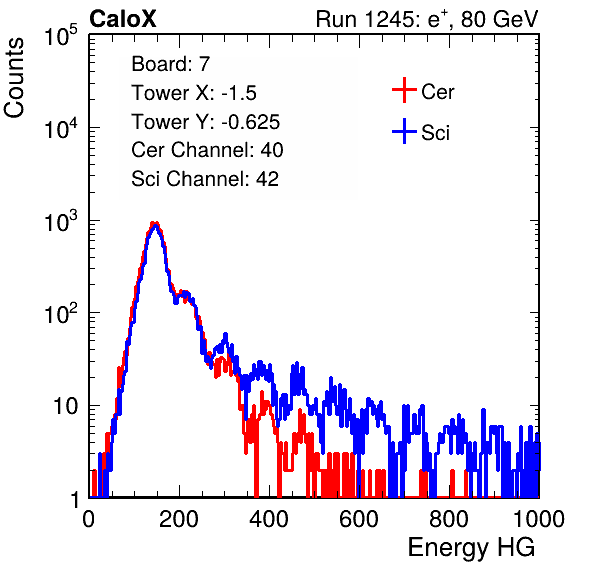 CaloX Run 1245: e⁺, 80 GeV
Counts
10⁵
10⁴
10³
10²
10
1
Board: 7
Tower X: -1.5
Tower Y: -0.625
Cer Channel: 40
Sci Channel: 42
Cer
Sci
0 200 400 600 800 1000
Energy HG